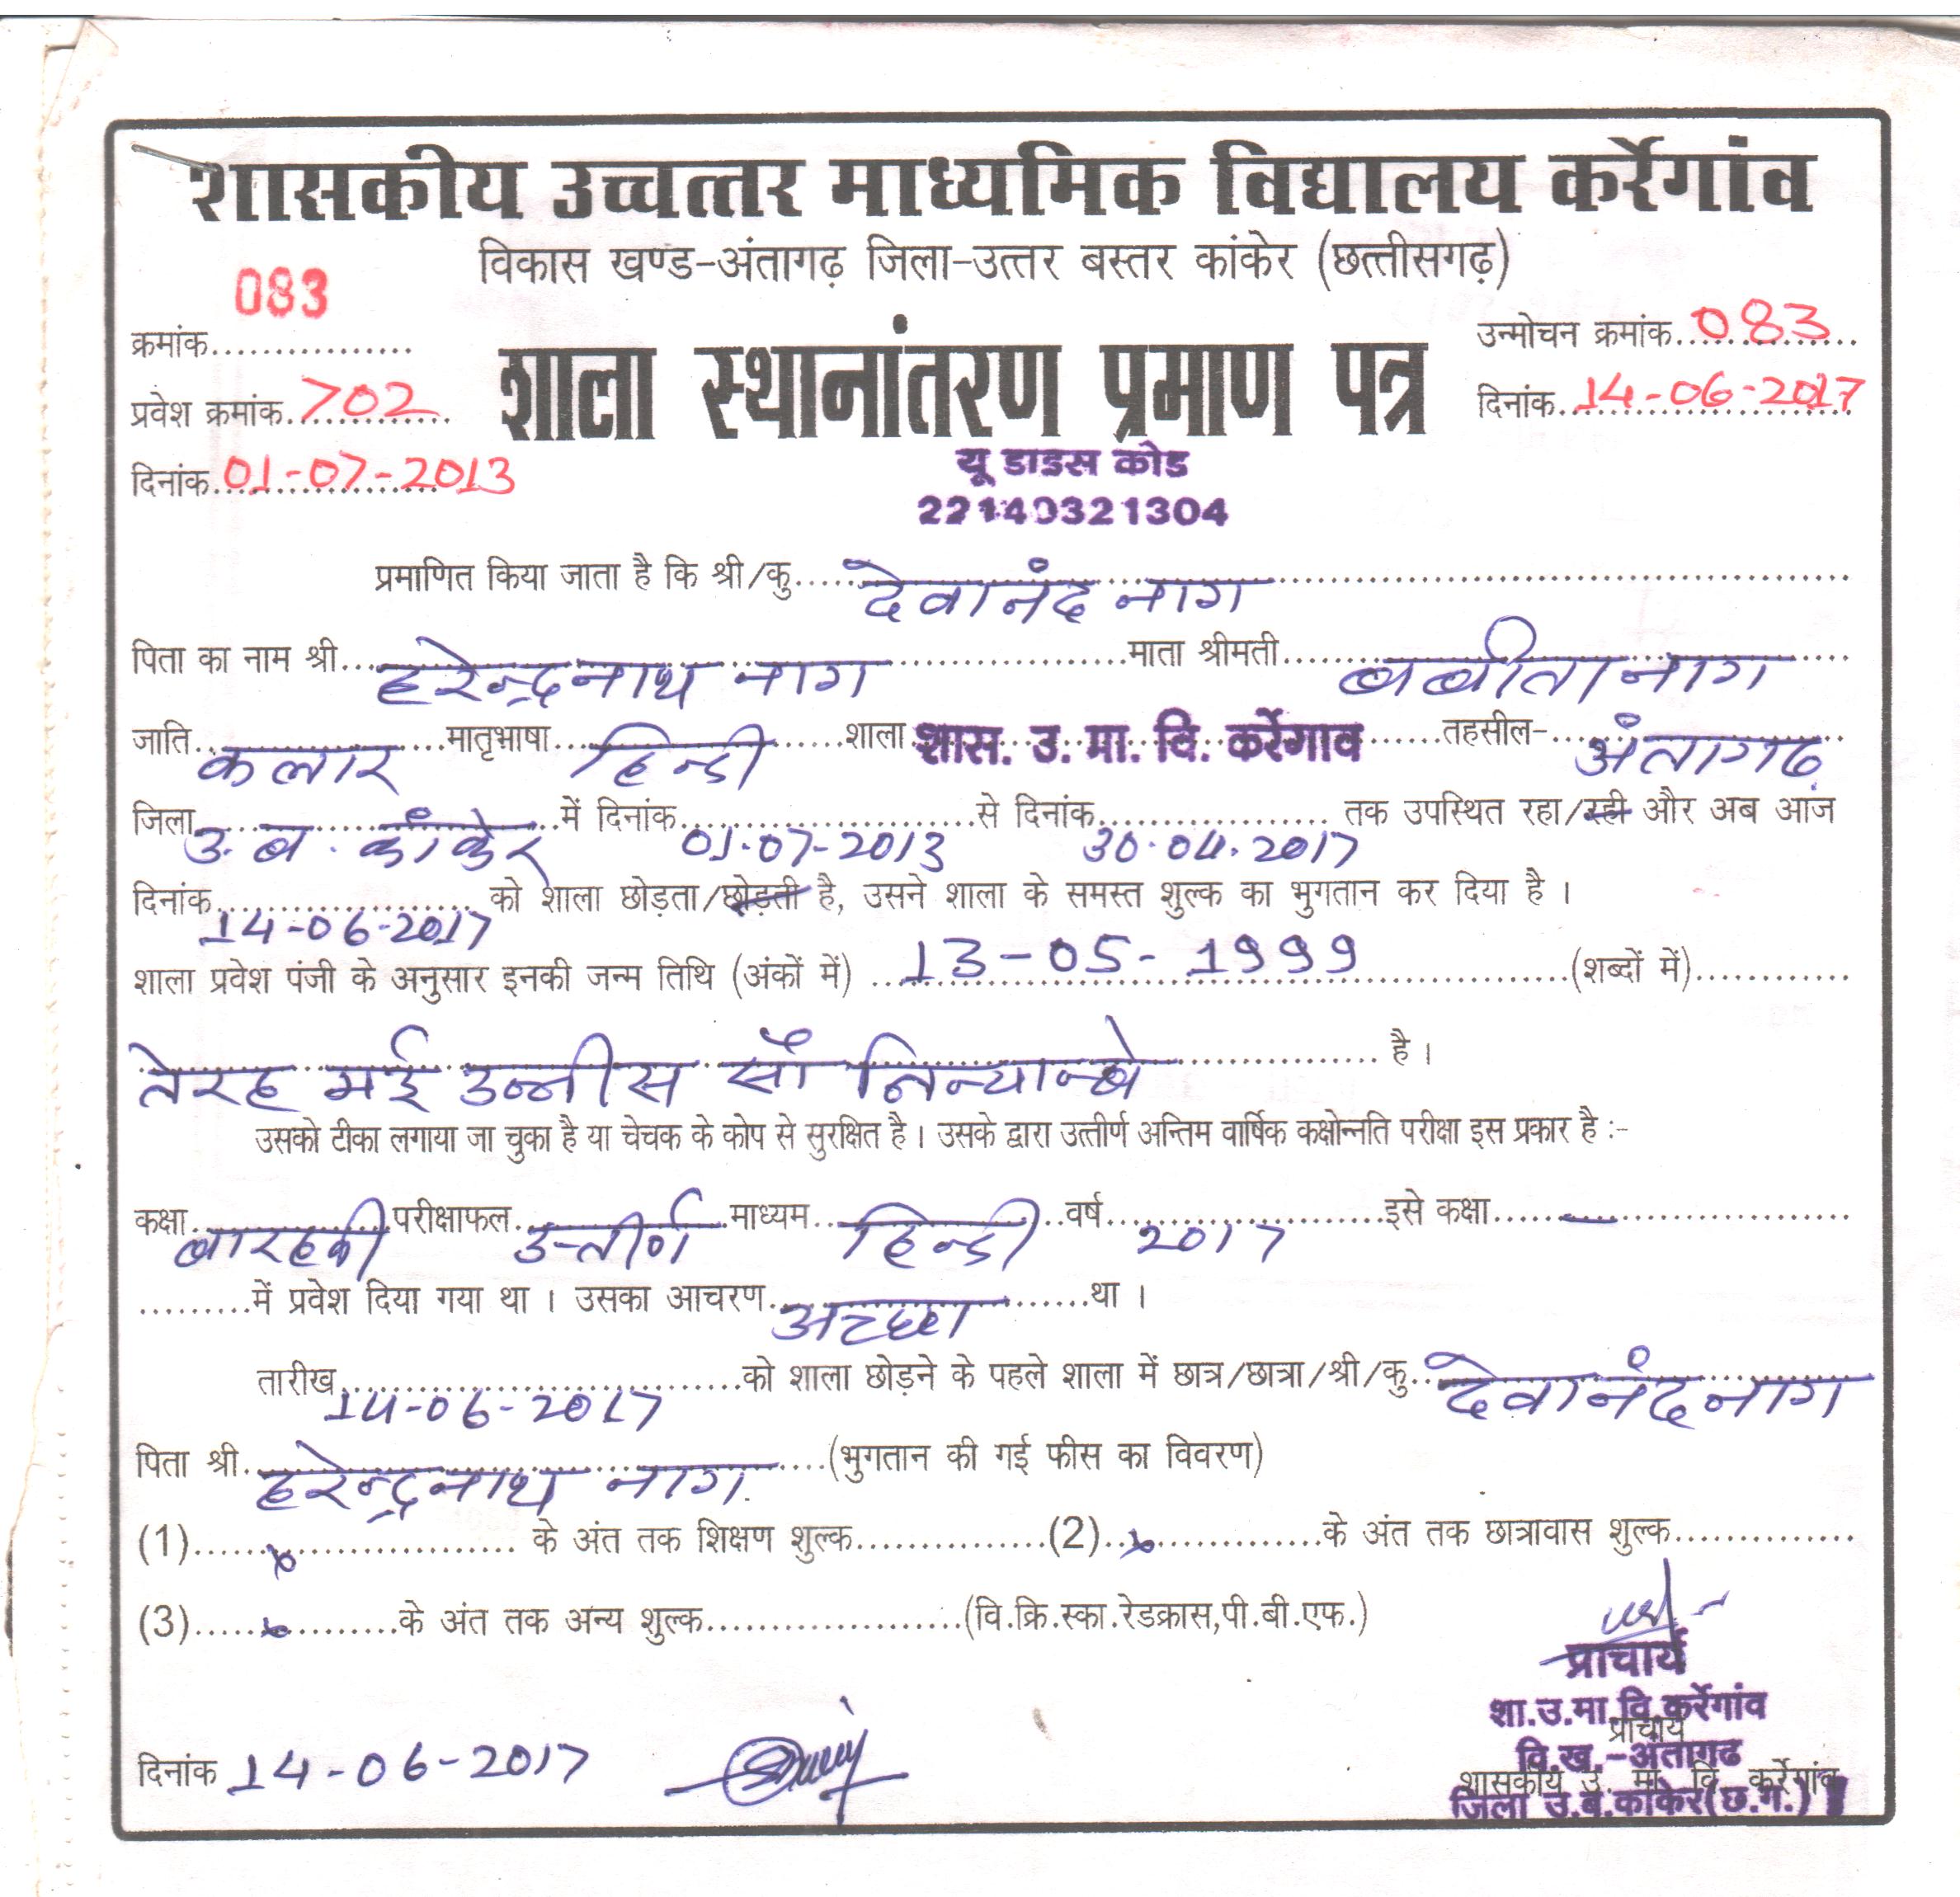 शासकीय उच्चत्तर माध्यमिक विद्यालय कर्रेगांव
विकास खण्ड-अंतागढ़ जिला-उत्तर बस्तर कांकेर (छत्तीसगढ़)
083
क्रमांक................
उन्मोचन क्रमांक..083
शाला स्थानांतरण प्रमाण पत्र
प्रवेश क्रमांक.702
दिनांक.14-06-2017
दिनांक.01-07-2013
यू डाइस कोड
22140321304
प्रमाणित किया जाता है कि श्री/कु......देवानंद नाग
पिता का नाम श्री...हरेन्द्रनाथ नाग...माता श्रीमती...बबीता नाग
जाति..कलार...मातृभाषा...हिन्दी...शाला शास. उ. मा. वि. कर्रेगाव...तहसील-...अंतागढ़
जिला..उ. ब. कांकेर..में दिनांक..01-07-2013..से दिनांक..30.04.2017.. तक उपस्थित रहा/रही और अब आज
दिनांक..14-06-2017.. को शाला छोड़ता/छोड़ती है, उसने शाला के समस्त शुल्क का भुगतान कर दिया है ।
शाला प्रवेश पंजी के अनुसार इनकी जन्म तिथि (अंकों में) ..13-05-1999..(शब्दों में)............
तेरह मई उन्नीस सौ निन्यान्बे............ है ।
उसको टीका लगाया जा चुका है या चेचक के कोप से सुरक्षित है । उसके द्वारा उत्तीर्ण अन्तिम वार्षिक कक्षोन्नति परीक्षा इस प्रकार है :-
कक्षा..बारहवी..परीक्षाफल..उत्तीर्ण..माध्यम..हिन्दी..वर्ष..2017..इसे कक्षा.....—.....
.........में प्रवेश दिया गया था । उसका आचरण..अच्छा......था ।
तारीख..14-06-2017..को शाला छोड़ने के पहले शाला में छात्र/छात्रा/श्री/कु..देवानंद नाग
पिता श्री..हरेन्द्रनाथ नाग.....(भुगतान की गई फीस का विवरण)
(1)........................ के अंत तक शिक्षण शुल्क...............(2)...............के अंत तक छात्रावास शुल्क..............
(3)................के अंत तक अन्य शुल्क....................(वि.क्रि.स्का.रेडक्रास,पी.बी.एफ.)
प्राचार्य
शा.उ.मा.वि.कर्रेगांव
प्राचार्य
वि.ख.-अंतागढ
दिनांक 14-06-2017
शासकीय उ. मा. वि. कर्रेगांव
जिला उ.ब.कांकेर(छ.ग.)